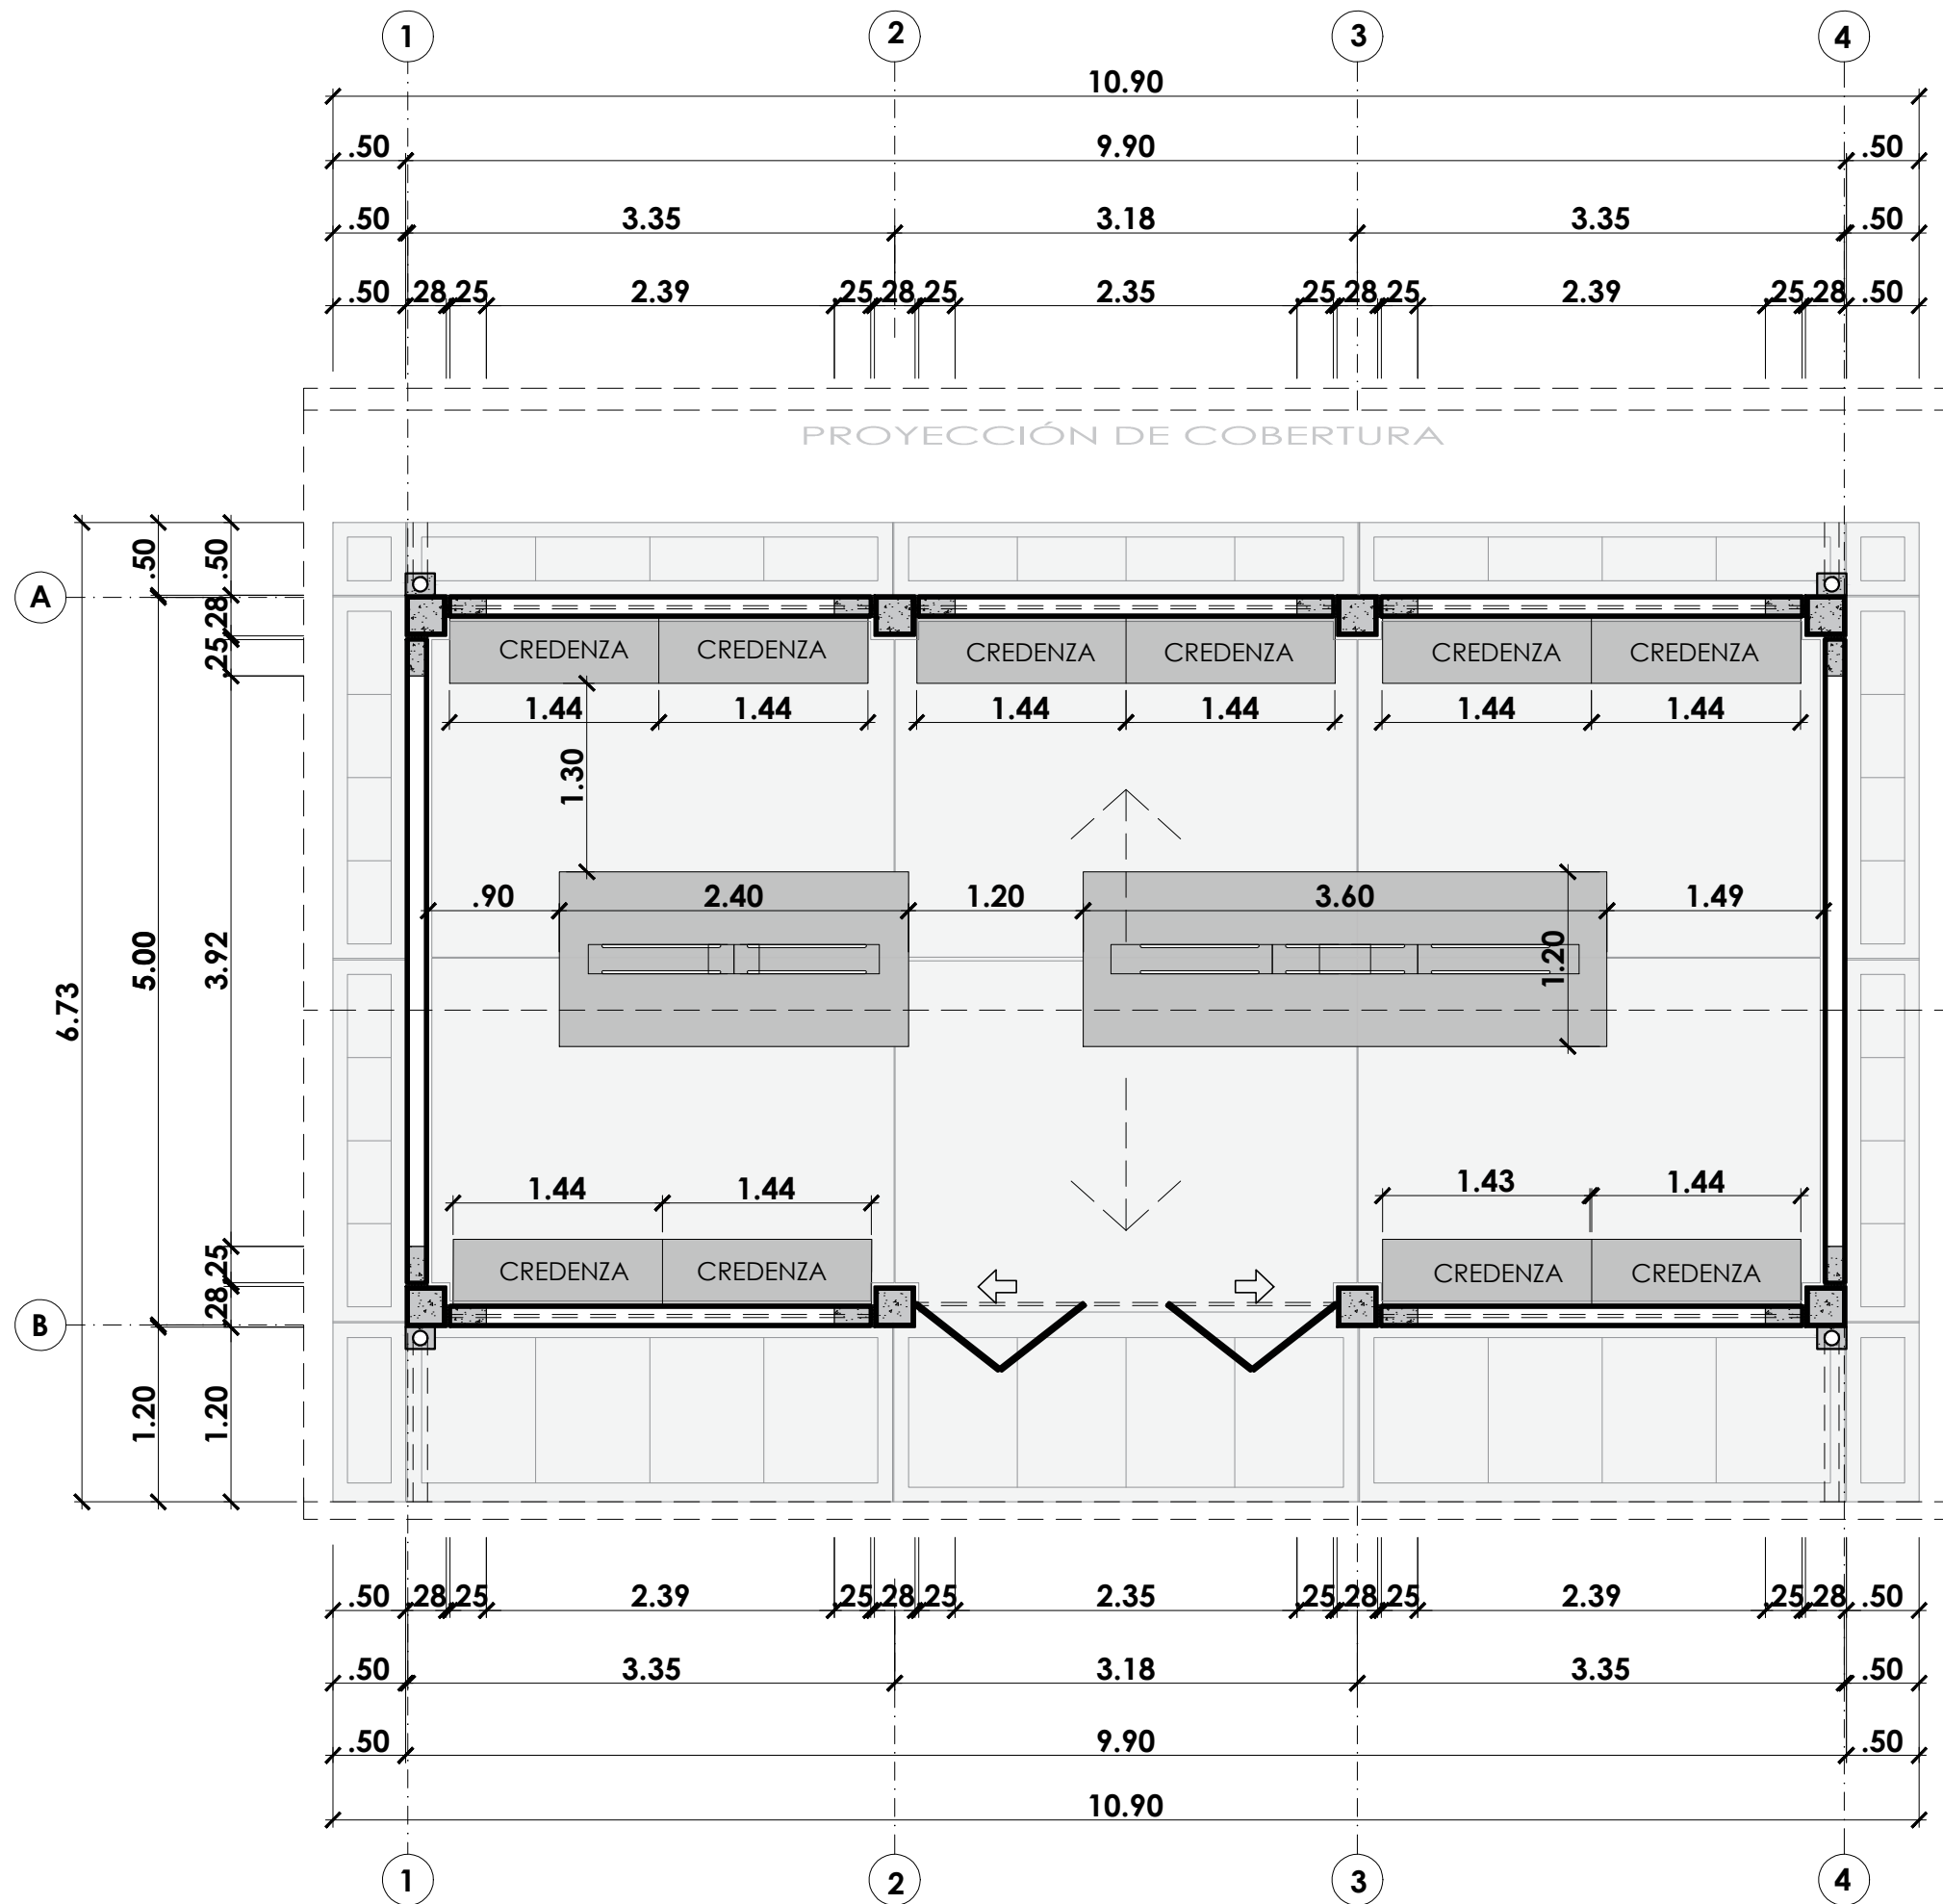 1 2 3 4
10.90
.50 9.90 .50
.50 3.35 3.18 3.35 .50
.50 .28 .25 2.39 .25 .28 .25 2.35 .25 .28 .25 2.39 .25 .28 .50
PROYECCIÓN DE COBERTURA
A
6.73
.50 5.00 1.20
.50 .28 .25 3.92 .25 .28 1.20
CREDENZA CREDENZA CREDENZA CREDENZA CREDENZA CREDENZA
1.44 1.44 1.44 1.44 1.44 1.44
1.30
.90 2.40 1.20 3.60 1.49
1.20
1.44 1.44 1.43 1.44
CREDENZA CREDENZA CREDENZA CREDENZA
B
.50 .28 .25 2.39 .25 .28 .25 2.35 .25 .28 .25 2.39 .25 .28 .50
.50 3.35 3.18 3.35 .50
.50 9.90 .50
10.90
1 2 3 4